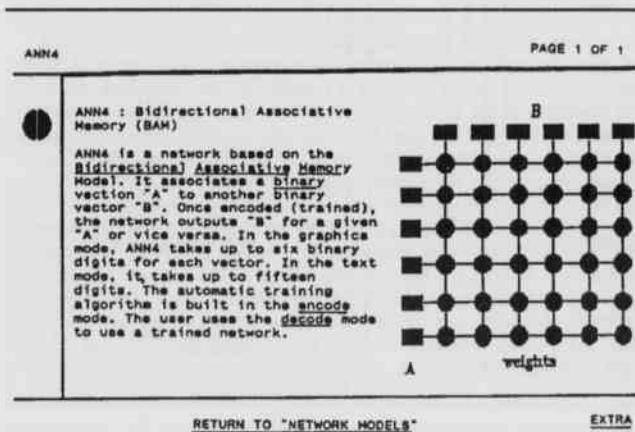 ANN4
PAGE 1 OF 1
ANN4 : Bidirectional Associative
Memory (BAM)
ANN4 is a network based on the
Bidirectional Associative Memory
Model. It associates a binary
vection "A" to another binary
vector "B". Once encoded (trained),
the network outputs "B" for a given
"A" or vice versa. In the graphics
mode, ANN4 takes up to six binary
digits for each vector. In the text
mode, it takes up to fifteen
digits. The automatic training
algorithm is built in the encode
mode. The user uses the decode mode
to use a trained network.
B
A
weights
RETURN TO "NETWORK MODELS"
EXTRA